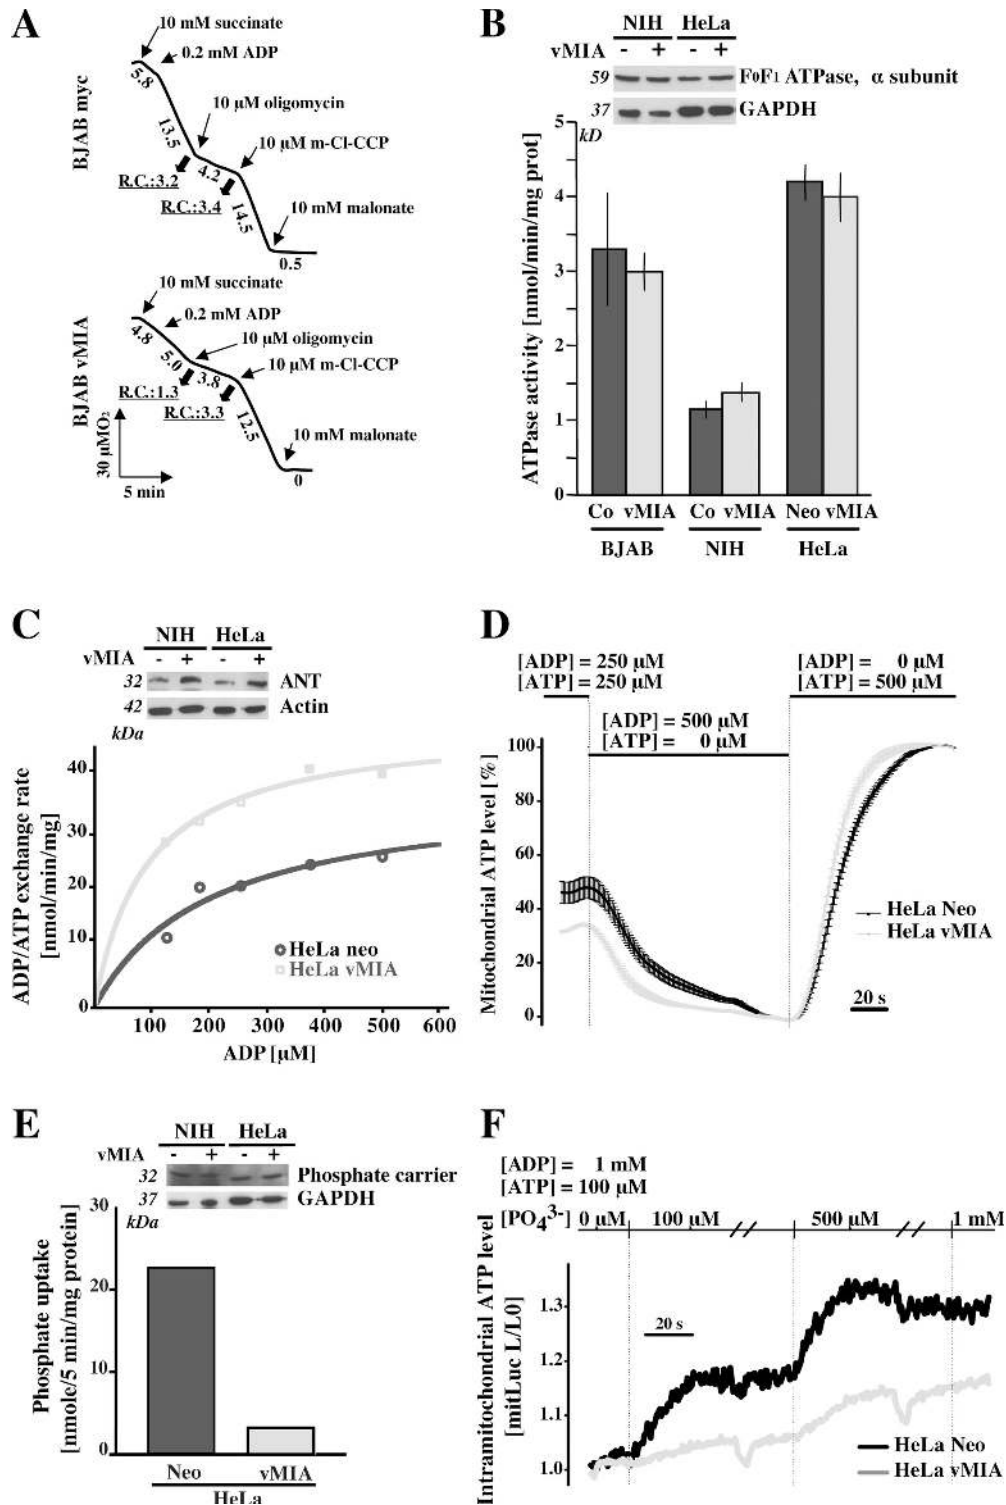 A
10 mM succinate
0.2 mM ADP
5.8
10 μM oligomycin
13.5
10 μM m-Cl-CCP
4.2
R.C.:3.2
R.C.:3.4
14.5
10 mM malonate
0.5
BJAB myc
10 mM succinate
0.2 mM ADP
4.8
10 μM oligomycin
5.0
10 μM m-Cl-CCP
3.8
R.C.:1.3
R.C.:3.3
12.5
10 mM malonate
0
BJAB vMIA
30 μMO2
5 min
B
NIH HeLa
vMIA - + - +
59 F0F1 ATPase, α subunit
37 GAPDH
kD
ATPase activity [nmol/min/mg prot]
5
4
3
2
1
0
Co vMIA Co vMIA Neo vMIA
BJAB NIH HeLa
C
NIH HeLa
vMIA - + - +
32 ANT
42 Actin
kDa
ADP/ATP exchange rate
[nmol/min/mg]
40
30
20
10
0
HeLa neo
HeLa vMIA
100 200 300 400 500 600
ADP [μM]
D
[ADP] = 250 μM
[ATP] = 250 μM
[ADP] = 0 μM
[ATP] = 500 μM
[ADP] = 500 μM
[ATP] = 0 μM
Mitochondrial ATP level [%]
100
80
60
40
20
0
HeLa Neo
HeLa vMIA
20 s
E
NIH HeLa
vMIA - + - +
32 Phosphate carrier
37 GAPDH
kDa
Phosphate uptake
[nmole/5 min/mg protein]
30
20
10
0
Neo vMIA
HeLa
F
[ADP] = 1 mM
[ATP] = 100 μM
[PO4 3-] 0 μM 100 μM 500 μM 1 mM
Intramitochondrial ATP level
[mitLuc L/L0]
1.3
1.2
1.1
1.0
20 s
HeLa Neo
HeLa vMIA